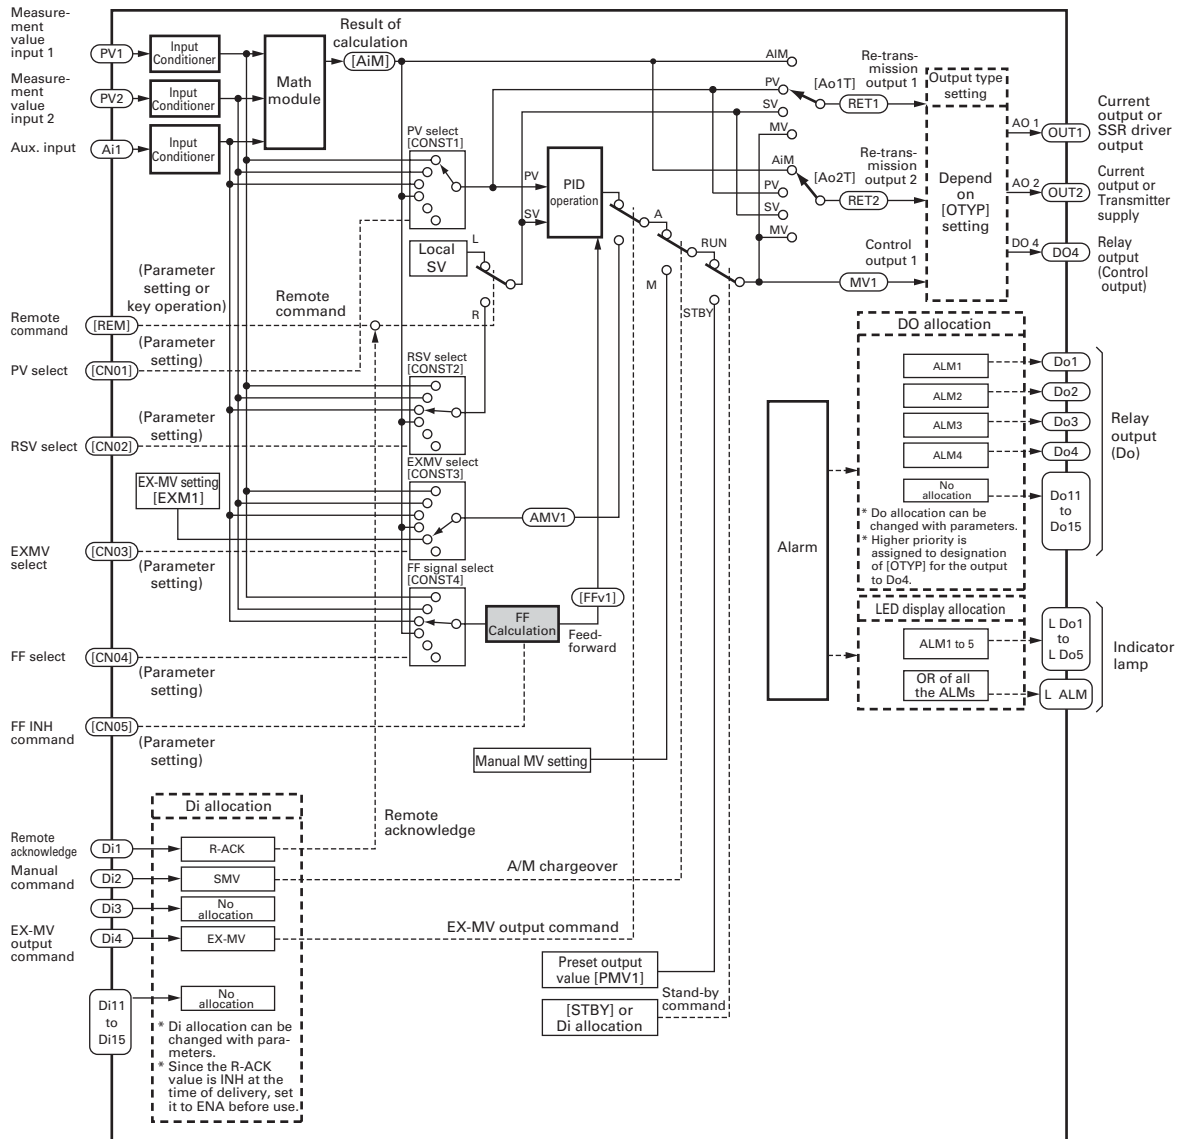 Measure-
ment
value
input 1
PV1
Input
Conditioner
Measure-
ment
value
input 2
PV2
Input
Conditioner
Aux. input
Ai1
Input
Conditioner
Math
module
Result of
calculation
[AiM]
PV select
[CONST1]
PV
SV
PID
operation
Local
SV
L
R
A
M
RUN
STBY
AIM
PV
SV
MV
[Ao1T]
Re-trans-
mission
output 1
RET1
AiM
PV
SV
MV
[Ao2T]
Re-trans-
mission
output 2
RET2
Control
output 1
MV1
Output type
setting
Depend
on
[OTYP]
setting
AO 1
OUT1
Current
output or
SSR driver
output
AO 2
OUT2
Current
output or
Transmitter
supply
DO 4
DO4
Relay
output
(Control
output)
(Parameter
setting or
key operation)
Remote
command
Remote
command
[REM]
(Parameter
setting)
PV select
[CN01]
RSV select
[CONST2]
(Parameter
setting)
RSV select
[CN02]
EX-MV setting
[EXM1]
EXMV select
[CONST3]
AMV1
EXMV
select
[CN03]
(Parameter
setting)
FF signal select
[CONST4]
FF
Calculation
[FFv1]
Feed-
forward
FF select
[CN04]
(Parameter
setting)
FF INH
command
[CN05]
(Parameter
setting)
Manual MV setting
Alarm
DO allocation
ALM1
Do1
ALM2
Do2
ALM3
Do3
ALM4
Do4
No
allocation
Do11
to
Do15
Relay
output
(Do)
* Do allocation can be
changed with parameters.
* Higher priority is
assigned to designation
of [OTYP] for the output
to Do4.
LED display allocation
ALM1 to 5
L Do1
to
L Do5
OR of all
the ALMs
L ALM
Indicator
lamp
Di allocation
Remote
acknowledge
Remote
acknowledge
Di1
R-ACK
Manual
command
Di2
SMV
A/M chargeover
Di3
No
allocation
EX-MV
output
command
Di4
EX-MV
EX-MV output command
Di11
to
Di15
No
allocation
* Di allocation can be
changed with para-
meters.
* Since the R-ACK
value is INH at the
time of delivery, set
it to ENA before use.
Preset output
value [PMV1]
[STBY] or
Di allocation
Stand-by
command